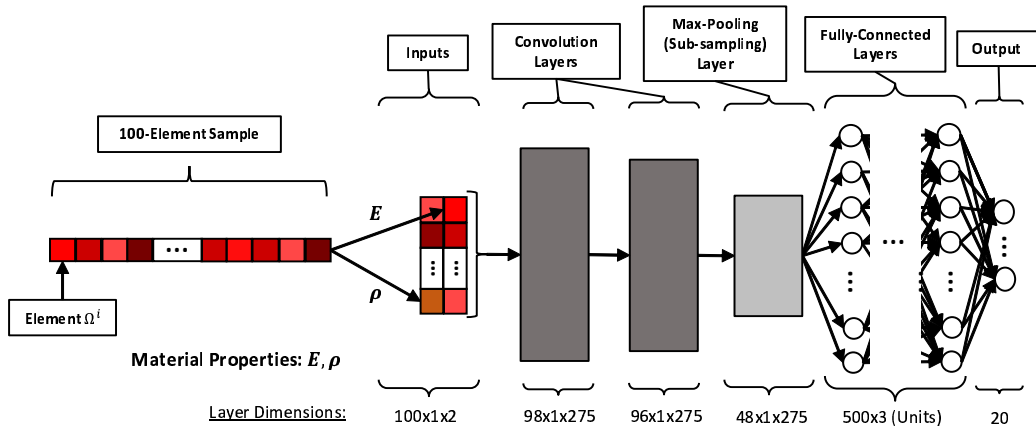 Inputs
Convolution
Layers
Max-Pooling
(Sub-sampling)
Layer
Fully-Connected
Layers
Output
100-Element Sample
E
ρ
Element Ω^i
Material Properties: E, ρ
Layer Dimensions:
100x1x2
98x1x275
96x1x275
48x1x275
500x3 (Units)
20